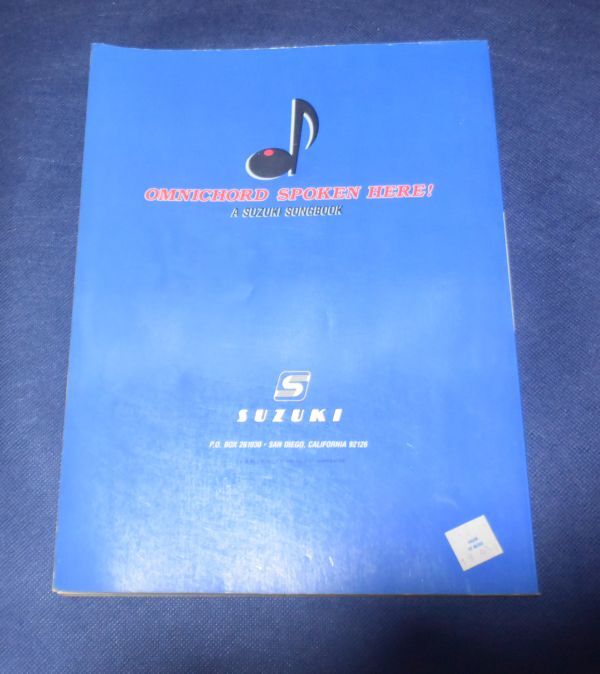 OMNICHORD SPOKEN HERE!
A SUZUKI SONGBOOK
S
SUZUKI
P.O. BOX 261030 • SAN DIEGO, CALIFORNIA 92126